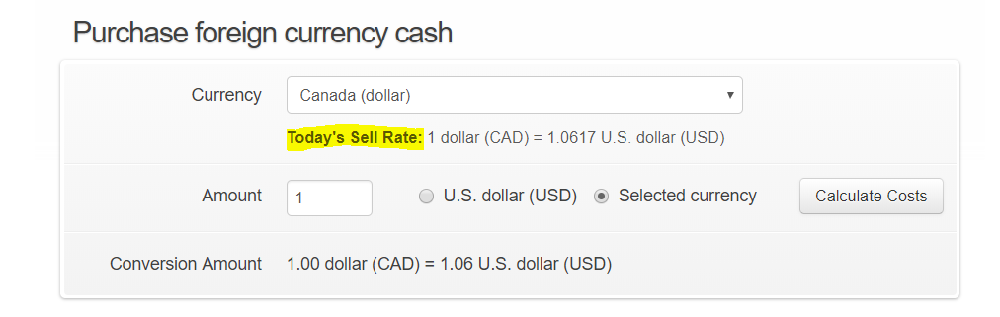 Purchase foreign currency cash
Currency Canada (dollar)
Today's Sell Rate: 1 dollar (CAD) = 1.0617 U.S. dollar (USD)
Amount 1 U.S. dollar (USD) Selected currency Calculate Costs
Conversion Amount 1.00 dollar (CAD) = 1.06 U.S. dollar (USD)